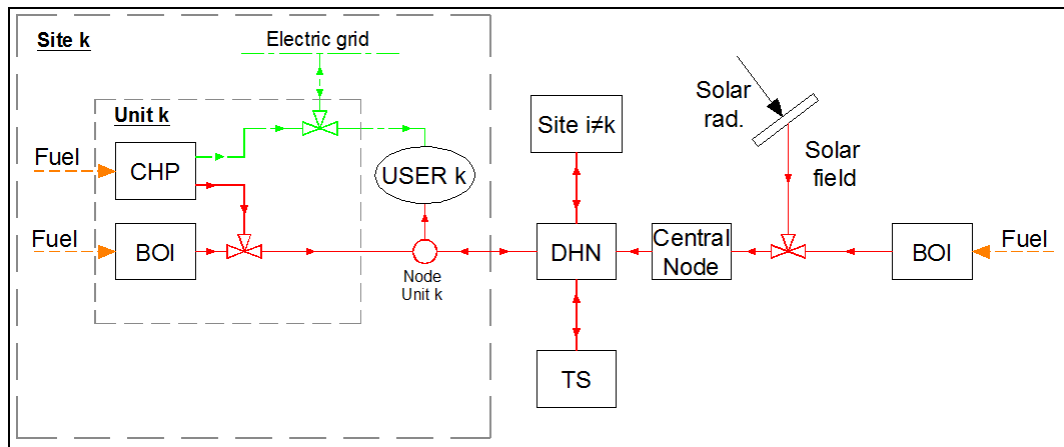 Site k
Electric grid
Unit k
Fuel
CHP
USER k
Fuel
BOI
Node
Unit k
Site i≠k
DHN
TS
Central
Node
Solar
rad.
Solar
field
BOI
Fuel